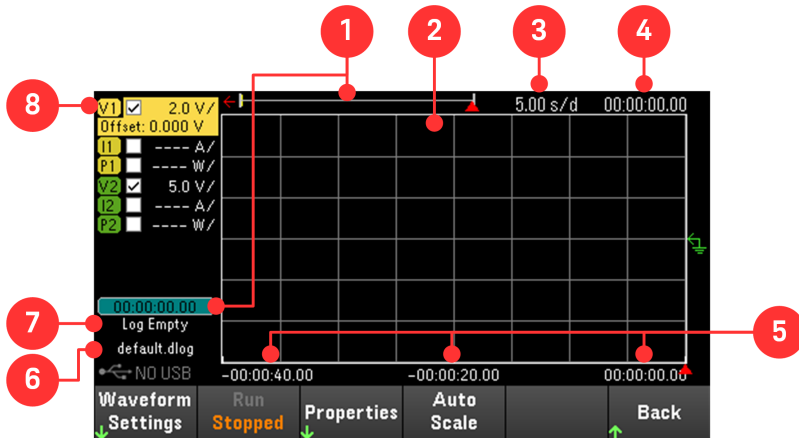 1
2
3
4
8
V1 2.0 V/
Offset: 0.000 V
I1 ---- A/
P1 ---- W/
V2 5.0 V/
I2 ---- A/
P2 ---- W/
5.00 s/d 00:00:00.00
00:00:00.00
7
Log Empty
5
6
default.dlog
NO USB
-00:00:40.00 -00:00:20.00 00:00:00.00
Waveform Settings
Run Stopped
Properties
Auto Scale
Back